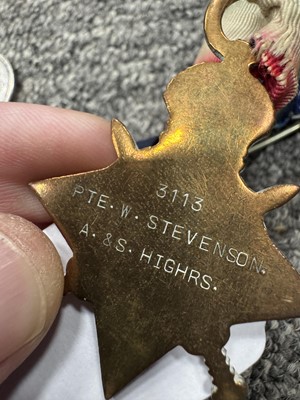 3113
PTE. W. STEVENSON.
A. & S. HIGHRS.